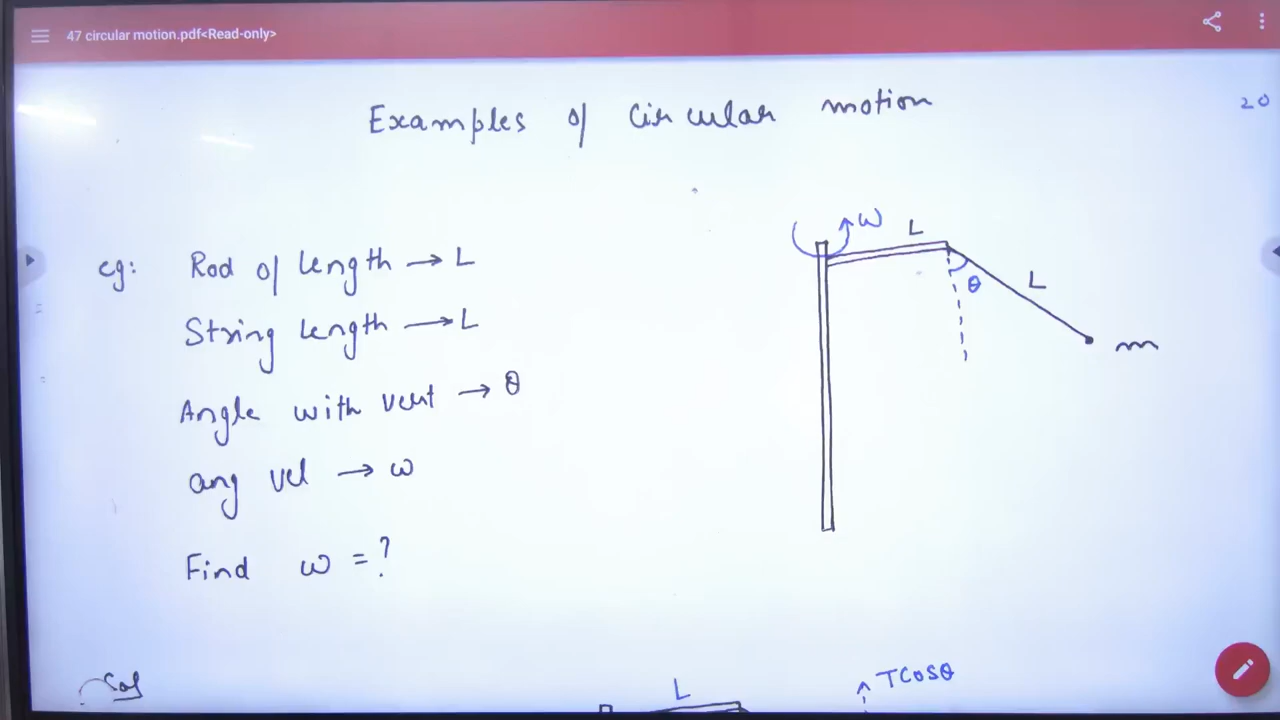 47 circular motion.pdf<Read-only>
Examples of Circular motion
20
eg: Rod of length → L
String length → L
Angle with vert → θ
ang vel → ω
Find ω = ?
ω
L
θ
L
m
Sol
L
TCosθ